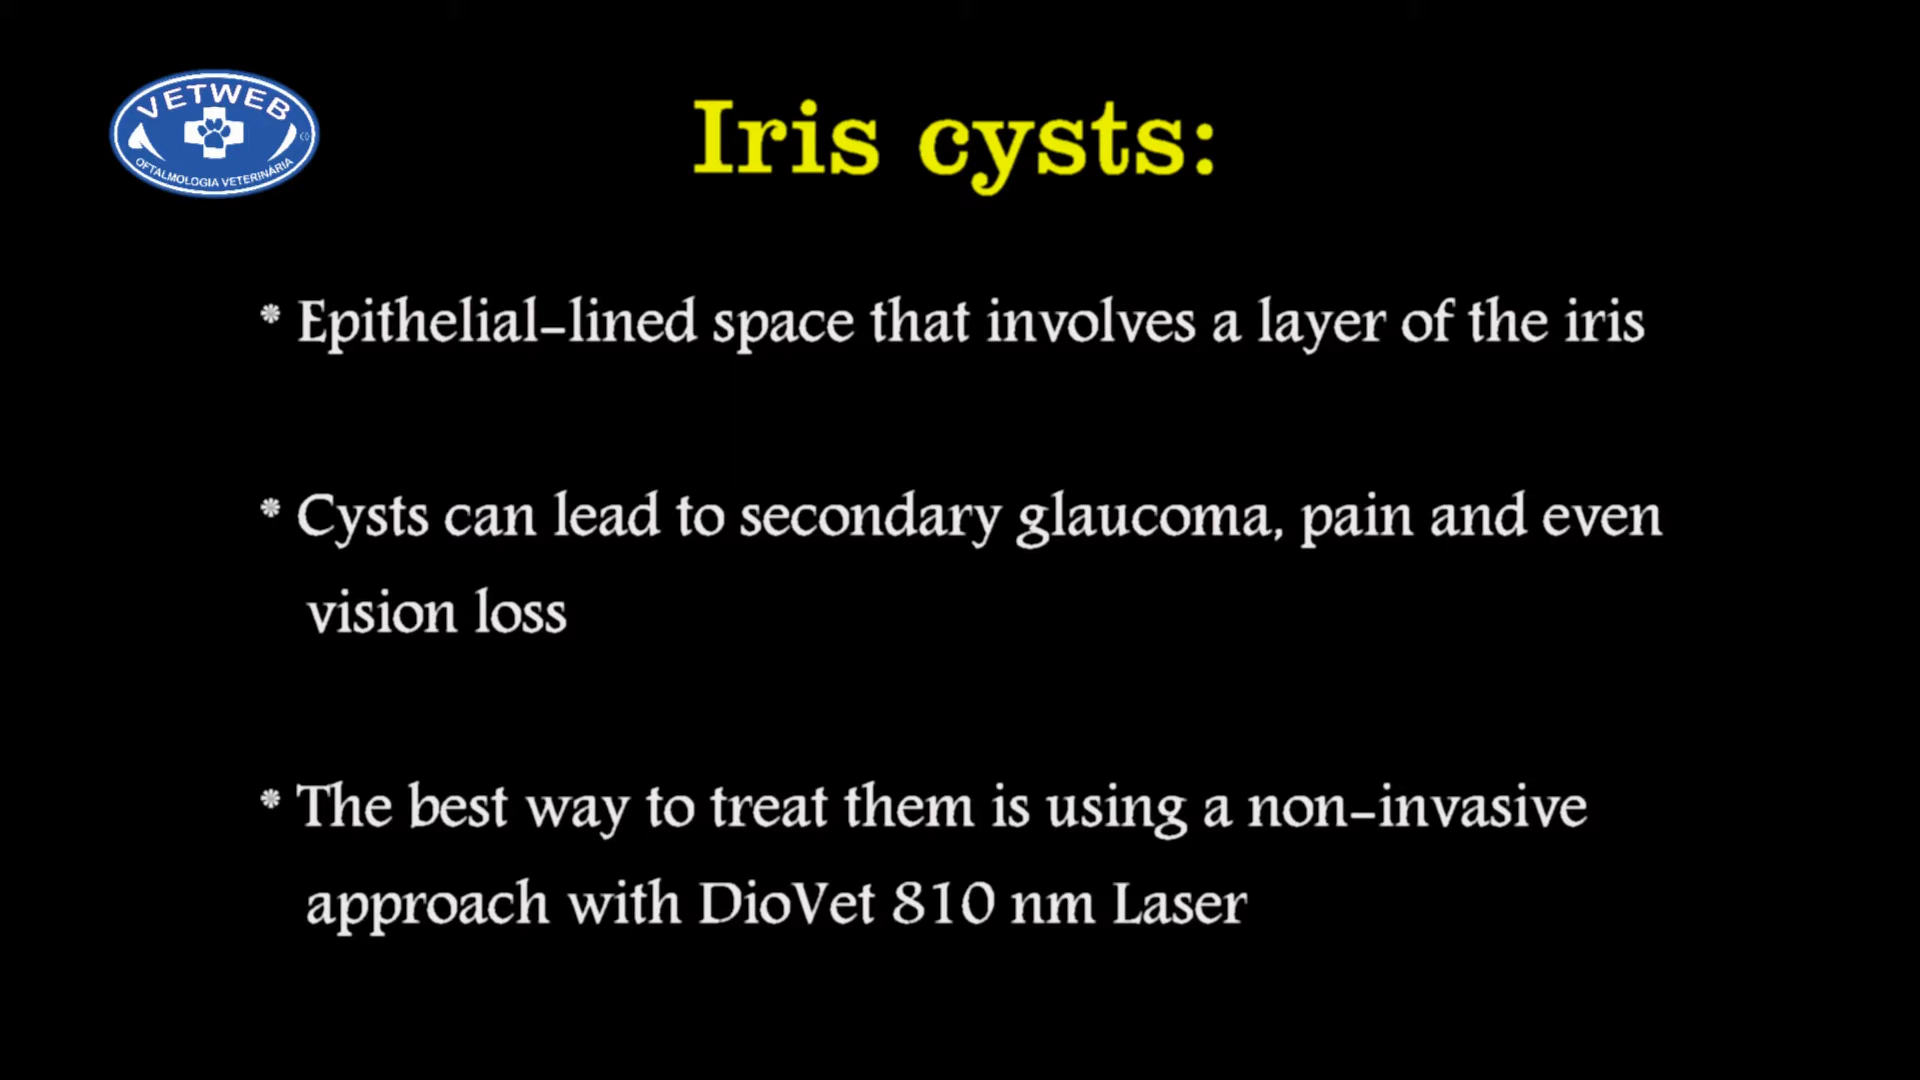 VETWEB
OFTALMOLOGIA VETERINÁRIA
Iris cysts:
* Epithelial-lined space that involves a layer of the iris
* Cysts can lead to secondary glaucoma, pain and even
vision loss
* The best way to treat them is using a non-invasive
approach with DioVet 810 nm Laser